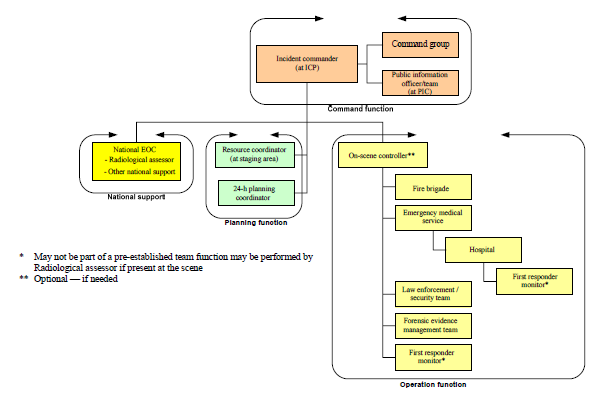 Command group
Incident commander
(at ICP)
Public information
officer/team
(at PIC)
Command function
National EOC
- Radiological assessor
- Other national support
National support
Resource coordinator
(at staging area)
24-h planning
coordinator
Planning function
On-scene controller**
Fire brigade
Emergency medical
service
Hospital
First responder
monitor*
Law enforcement /
security team
Forensic evidence
management team
First responder
monitor*
Operation function
* May not be part of a pre-established team function may be performed by
Radiological assessor if present at the scene
** Optional — if needed